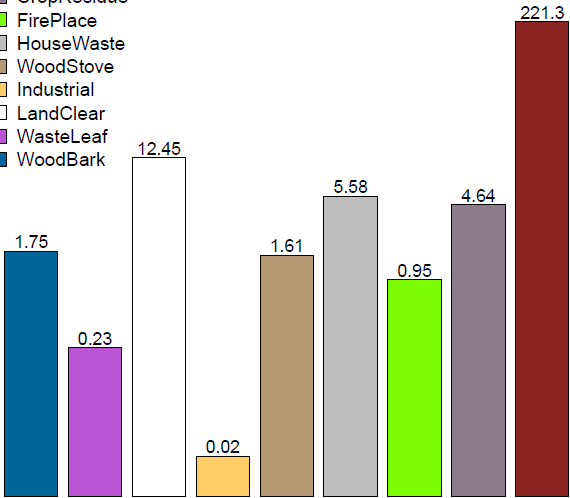 CropResidue
FirePlace
HouseWaste
WoodStove
Industrial
LandClear
WasteLeaf
WoodBark
221.3
12.45
5.58
4.64
1.75
1.61
0.95
0.23
0.02